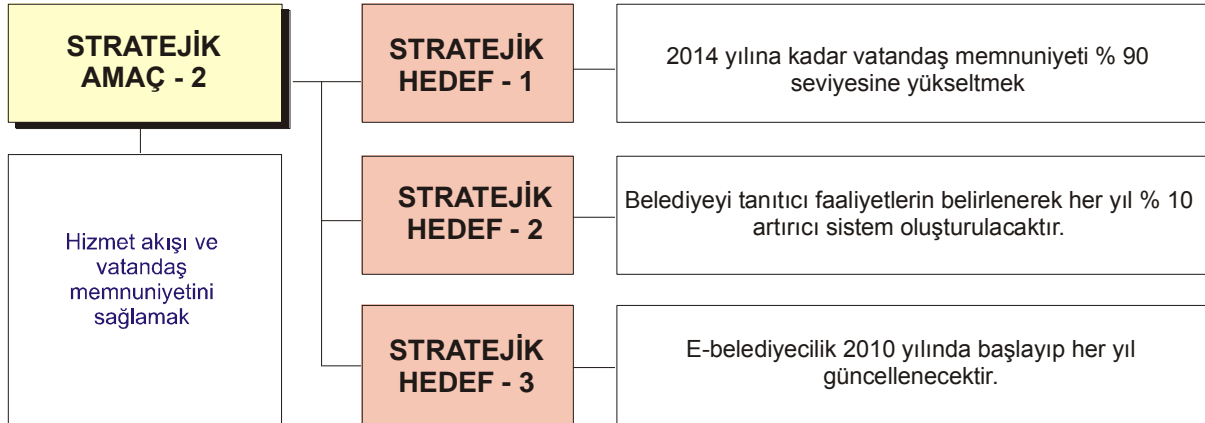 STRATEJİK
AMAÇ - 2
Hizmet akışı ve
vatandaş
memnuniyetini
sağlamak
STRATEJİK
HEDEF - 1
2014 yılına kadar vatandaş memnuniyeti % 90
seviyesine yükseltmek
STRATEJİK
HEDEF - 2
Belediyeyi tanıtıcı faaliyetlerin belirlenerek her yıl % 10
artırıcı sistem oluşturulacaktır.
STRATEJİK
HEDEF - 3
E-belediyecilik 2010 yılında başlayıp her yıl
güncellenecektir.